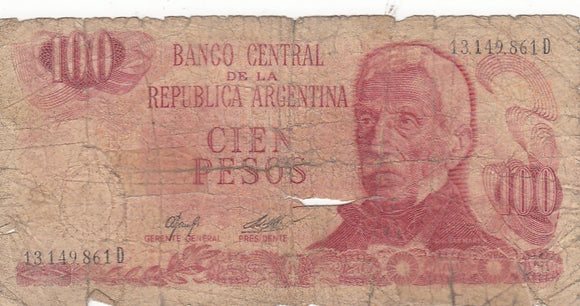 100
13.149.861 D
BANCO CENTRAL
DE LA
REPUBLICA ARGENTINA
CIEN
PESOS
100
GERENTE GENERAL
PRESIDENTE
13.149.861 D